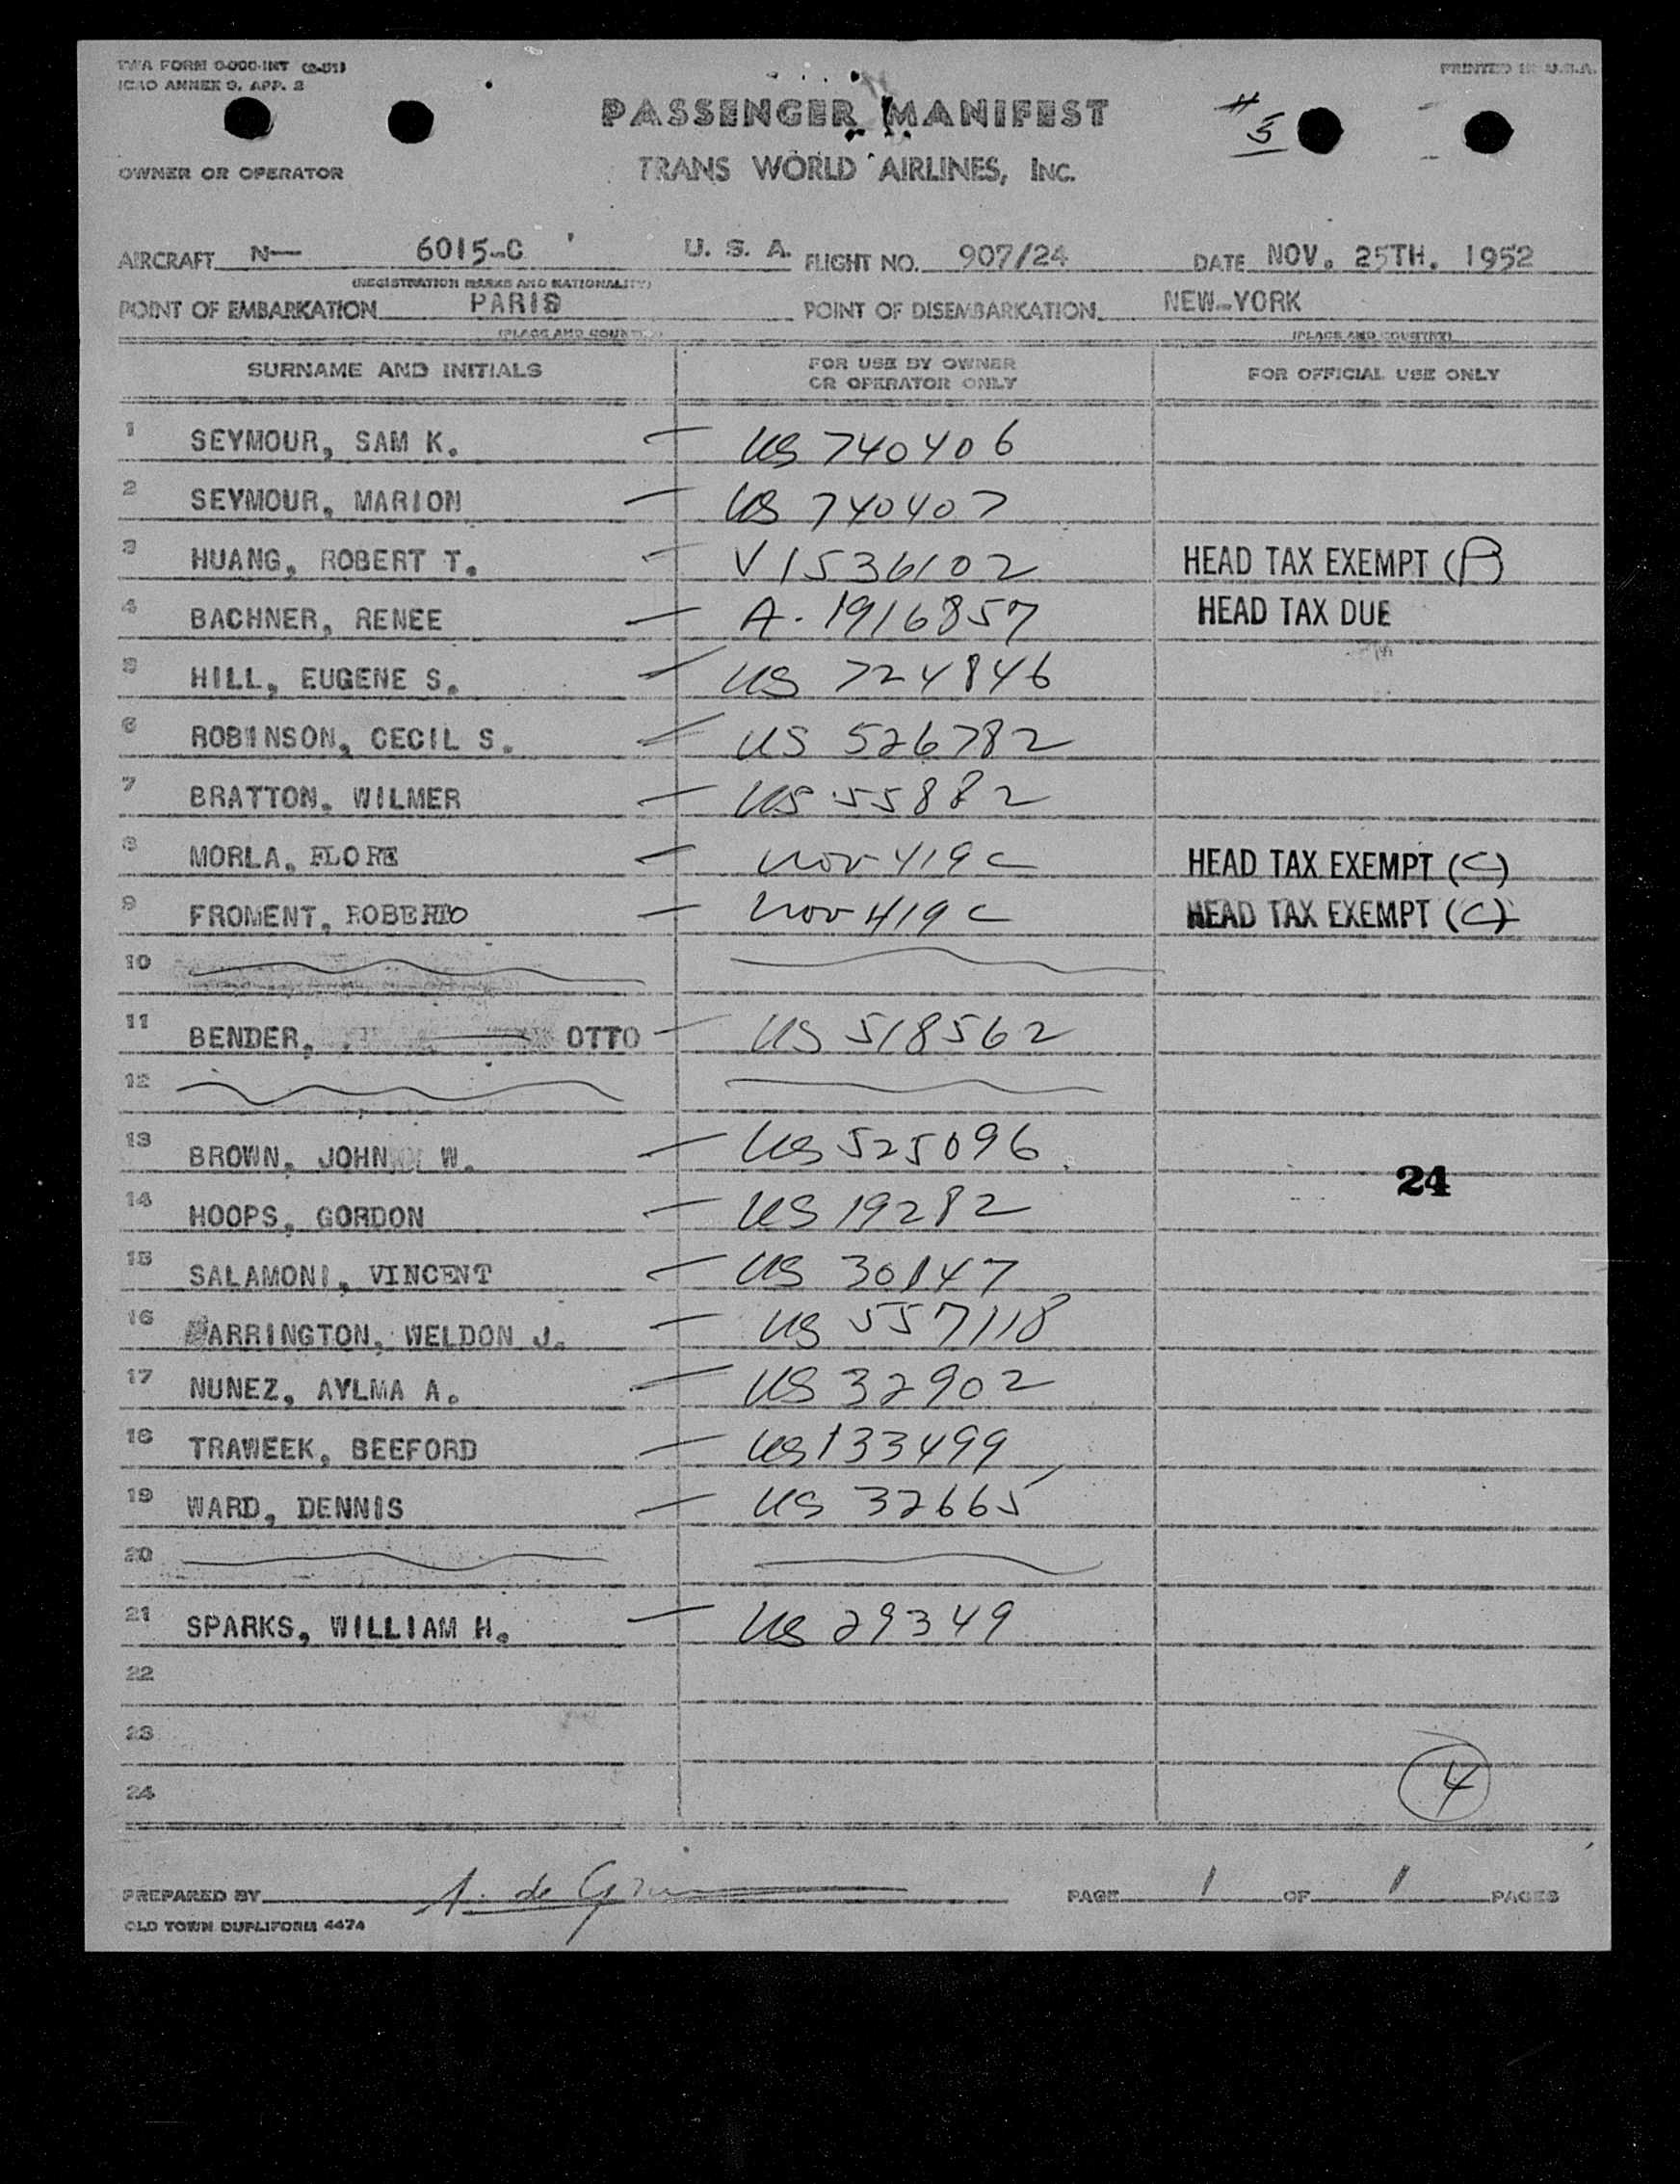 TWA FORM 0-000-INT (2-51)
ICAO ANNEX 9, APP. 2
PRINTED IN U.S.A.
PASSENGER MANIFEST
# 5
OWNER OR OPERATOR
TRANS WORLD AIRLINES, INC.
AIRCRAFT N— 6015-C U. S. A. FLIGHT NO. 907/24 DATE NOV. 25TH. 1952
(REGISTRATION MARKS AND NATIONALITY)
POINT OF EMBARKATION PARIS POINT OF DISEMBARKATION NEW-YORK
(PLACE AND COUNTRY) (PLACE AND COUNTRY)
SURNAME AND INITIALS FOR USE BY OWNER OR OPERATOR ONLY FOR OFFICIAL USE ONLY
1 SEYMOUR, SAM K. — US 740406
2 SEYMOUR, MARION — US 740407
3 HUANG, ROBERT T. — V 1536102 HEAD TAX EXEMPT (P)
4 BACHNER, RENEE — A-1916857 HEAD TAX DUE
5 HILL, EUGENE S. — US 724846
6 ROBINSON, CECIL S. — US 526782
7 BRATTON, WILMER — US 55882
8 MORLA, FLORE — nov 419 C HEAD TAX EXEMPT (C)
9 FROMENT, ROBERTO — nov 419 C HEAD TAX EXEMPT (C)
10
11 BENDER, OTTO — US 518562
12
13 BROWN, JOHN W. — US 525096
24
14 HOOPS, GORDON — US 19282
15 SALAMONI, VINCENT — US 30147
16 ARRINGTON, WELDON J. — US 557118
17 NUNEZ, AYLMA A. — US 32902
18 TRAWEEK, BEEFORD — US 133499
19 WARD, DENNIS — US 32665
20
21 SPARKS, WILLIAM H. — US 29349
22
23
24
4
PREPARED BY A. de PAGE 1 OF 1 PAGES
OLD TOWN DUPLIFORM 4474